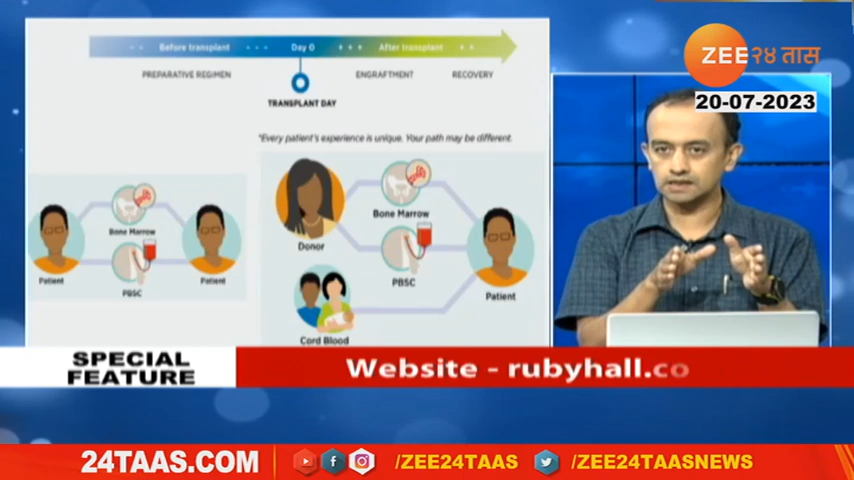 Before transplant
Day 0
After transplant
PREPARATIVE REGIMEN
ENGRAFTMENT
RECOVERY
TRANSPLANT DAY
*Every patient's experience is unique. Your path may be different.
Bone Marrow
Patient
PBSC
Patient
Donor
Bone Marrow
PBSC
Patient
Cord Blood
ZEE २४ तास
20-07-2023
SPECIAL
FEATURE
Website - rubyhall.co
24TAAS.COM
/ZEE24TAAS
/ZEE24TAASNEWS